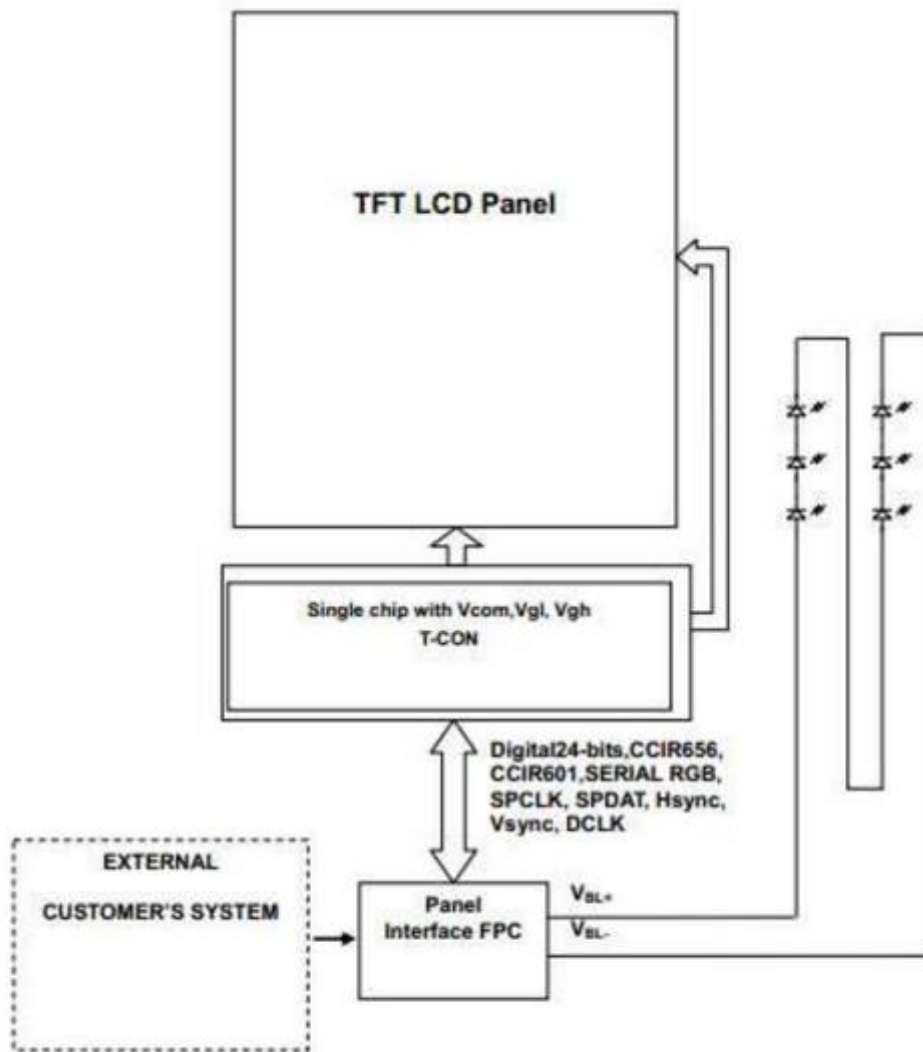 TFT LCD Panel
Single chip with Vcom,Vgl, Vgh
T-CON
Digital24-bits,CCIR656,
CCIR601,SERIAL RGB,
SPCLK, SPDAT, Hsync,
Vsync, DCLK
EXTERNAL
CUSTOMER'S SYSTEM
Panel
Interface FPC
VBL+
VBL-